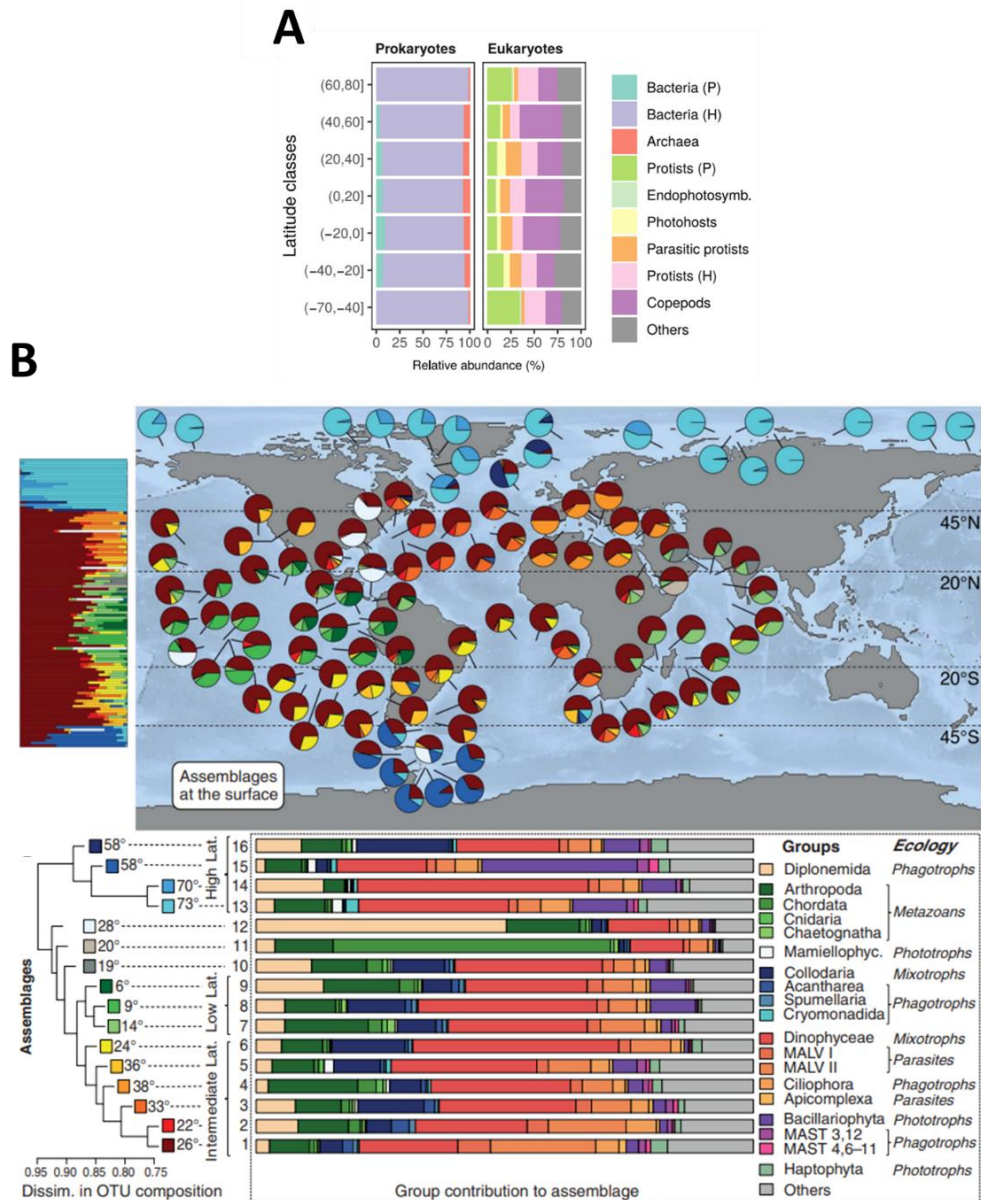 A
Prokaryotes Eukaryotes
Latitude classes
(60,80]
(40,60]
(20,40]
(0,20]
(−20,0]
(−40,−20]
(−70,−40]
0 25 50 75 100 0 25 50 75 100
Relative abundance (%)
Bacteria (P)
Bacteria (H)
Archaea
Protists (P)
Endophotosymb.
Photohosts
Parasitic protists
Protists (H)
Copepods
Others
B
45°N
20°N
20°S
45°S
Assemblages
at the surface
Assemblages
High Lat.
Low Lat.
Intermediate Lat.
58° 16
58° 15
70° 14
73° 13
28° 12
20° 11
19° 10
6° 9
9° 8
14° 7
24° 6
36° 5
38° 4
33° 3
22° 2
26° 1
0.95 0.90 0.85 0.80 0.75
Dissim. in OTU composition
Group contribution to assemblage
Groups Ecology
Diplonemida Phagotrophs
Arthropoda
Chordata
Cnidaria
Chaetognatha
Metazoans
Mamiellophyc. Phototrophs
Collodaria Mixotrophs
Acantharea
Spumellaria
Cryomonadida
Phagotrophs
Dinophyceae Mixotrophs
MALV I
MALV II
Parasites
Ciliophora Phagotrophs
Apicomplexa Parasites
Bacillariophyta Phototrophs
MAST 3,12
MAST 4,6–11
Phagotrophs
Haptophyta Phototrophs
Others